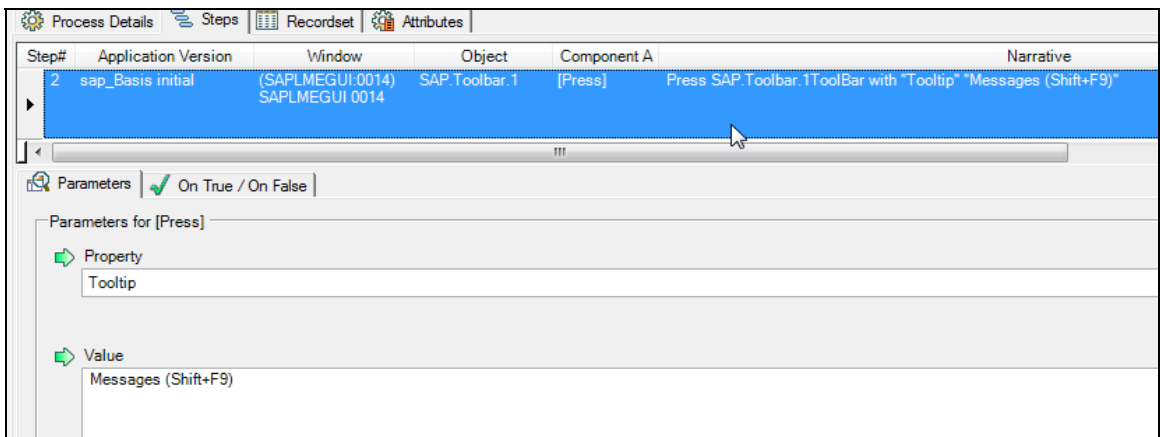 Process Details Steps Recordset Attributes
Step# Application Version Window Object Component A Narrative
2 sap_Basis initial (SAPLMEGUI:0014) SAP.Toolbar.1 [Press] Press SAP.Toolbar.1ToolBar with "Tooltip" "Messages (Shift+F9)"
SAPLMEGUI 0014
Parameters On True / On False
Parameters for [Press]
Property
Tooltip
Value
Messages (Shift+F9)